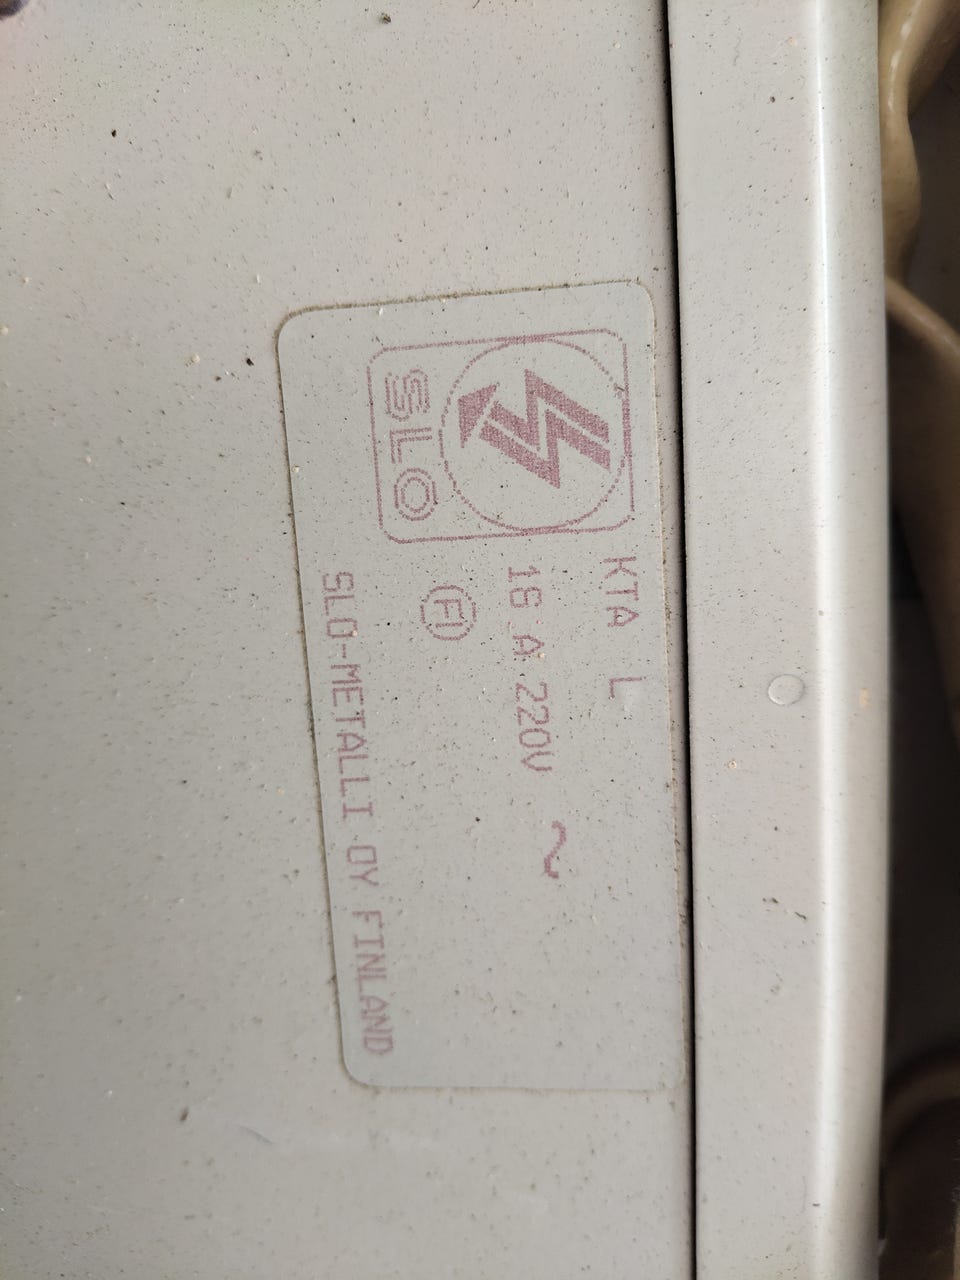 SLO
KTA L
16 A 220V ~
FI
SLO-METALLI OY FINLAND